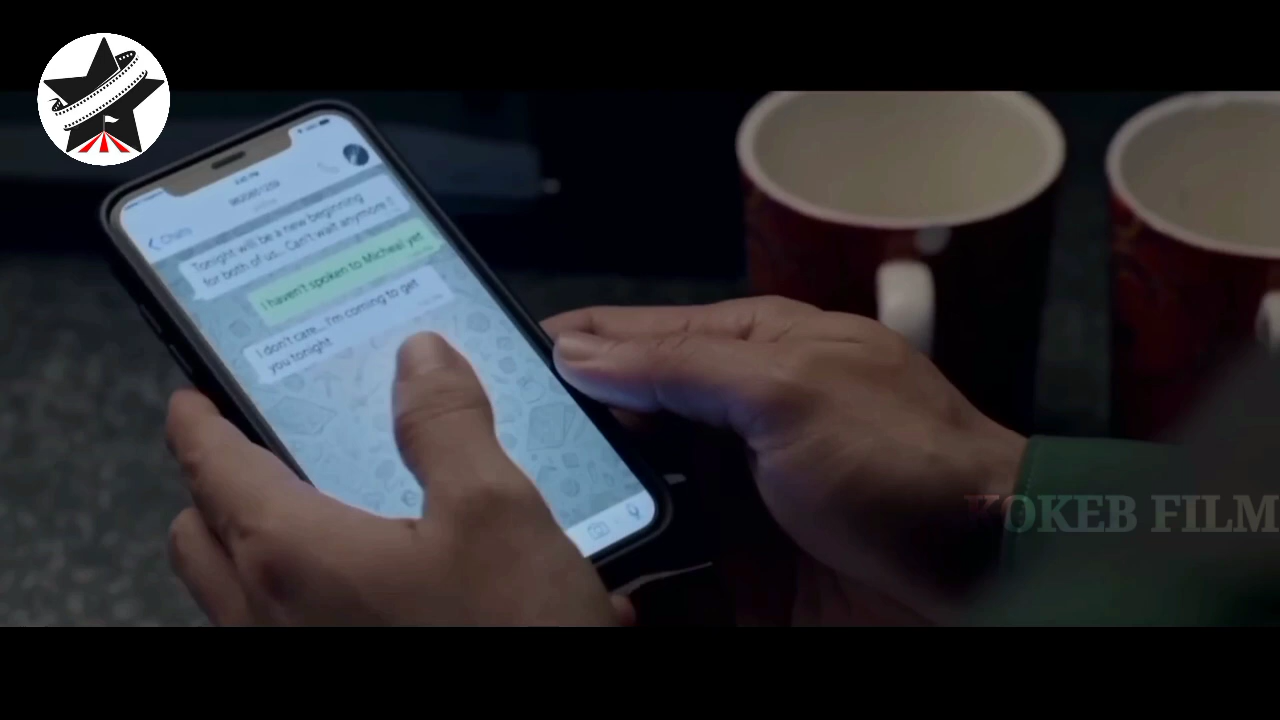 Chats
Tonight will be a new beginning
for both of us... Can't wait anymore !
I haven't spoken to Micheal yet
I don't care...I'm coming to get
you tonight
KOKEB FILM